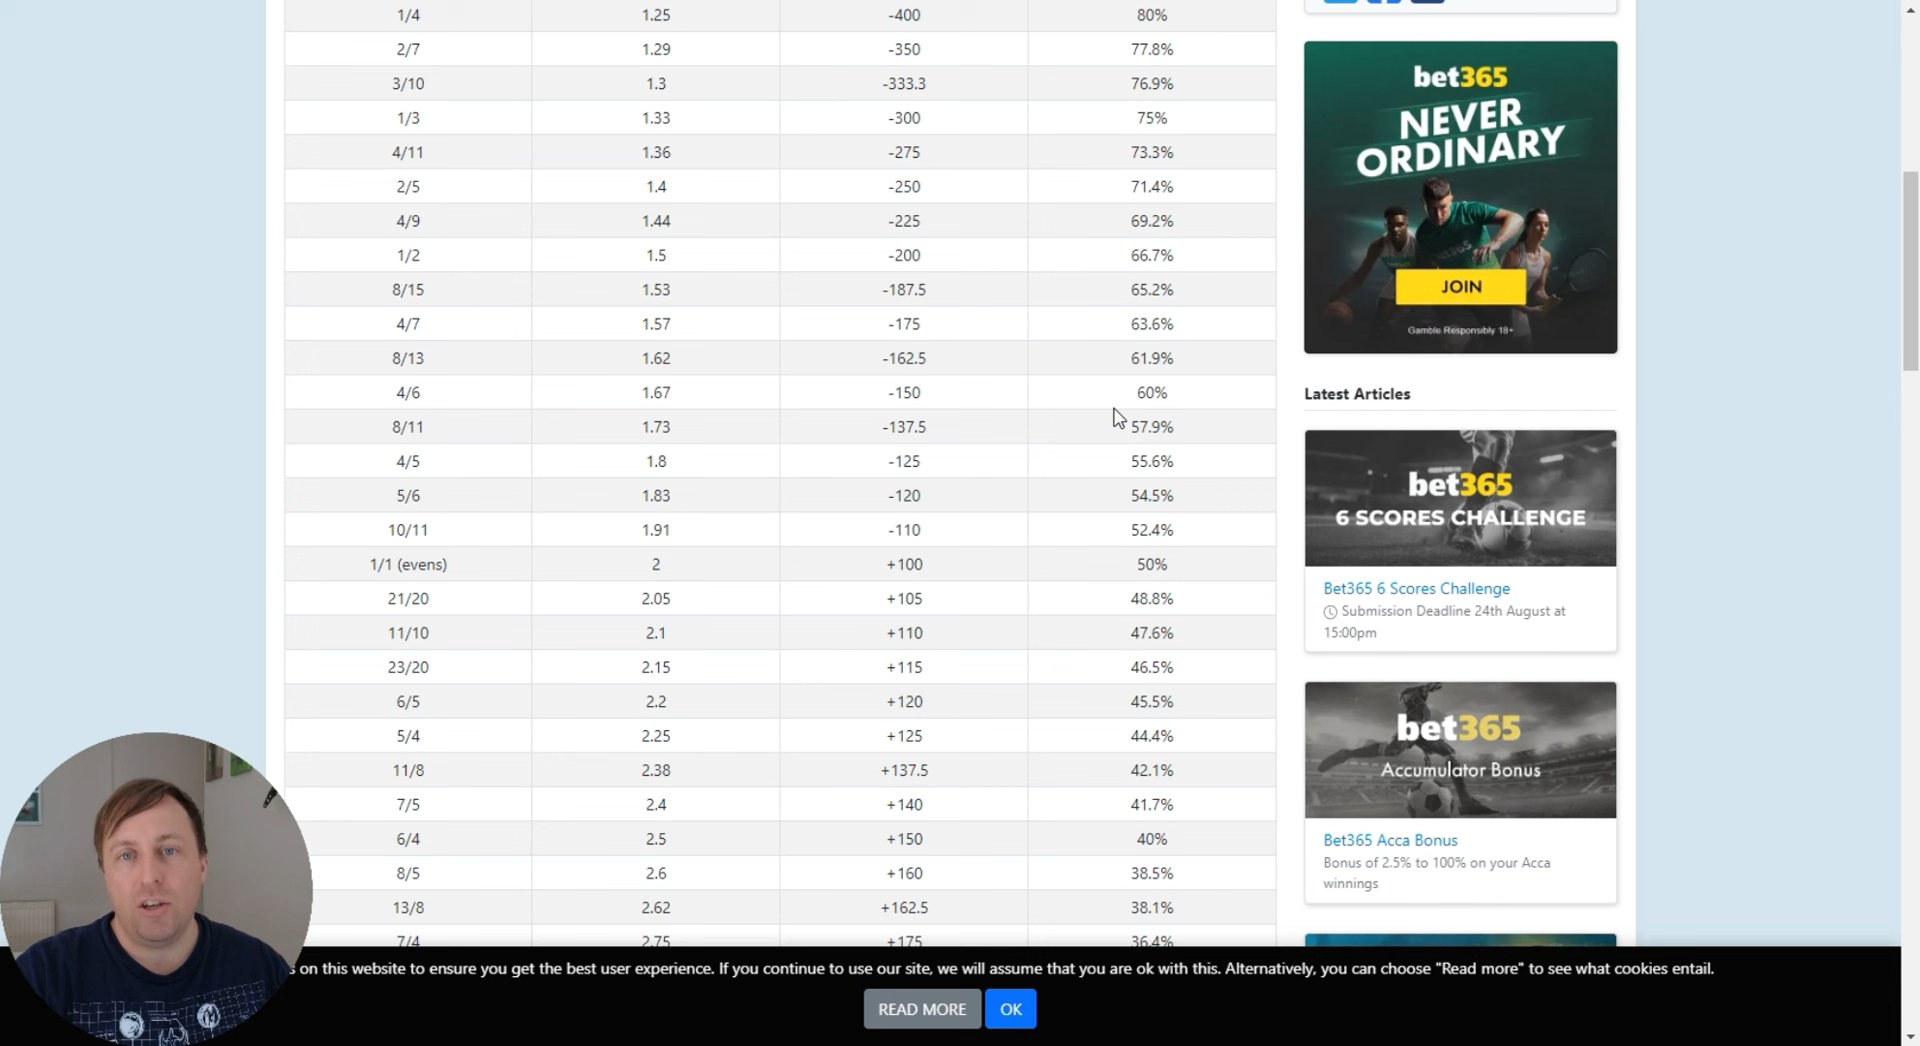 1/4 1.25 -400 80%
2/7 1.29 -350 77.8%
3/10 1.3 -333.3 76.9%
1/3 1.33 -300 75%
4/11 1.36 -275 73.3%
2/5 1.4 -250 71.4%
4/9 1.44 -225 69.2%
1/2 1.5 -200 66.7%
8/15 1.53 -187.5 65.2%
4/7 1.57 -175 63.6%
8/13 1.62 -162.5 61.9%
4/6 1.67 -150 60%
8/11 1.73 -137.5 57.9%
4/5 1.8 -125 55.6%
5/6 1.83 -120 54.5%
10/11 1.91 -110 52.4%
1/1 (evens) 2 +100 50%
21/20 2.05 +105 48.8%
11/10 2.1 +110 47.6%
23/20 2.15 +115 46.5%
6/5 2.2 +120 45.5%
5/4 2.25 +125 44.4%
11/8 2.38 +137.5 42.1%
7/5 2.4 +140 41.7%
6/4 2.5 +150 40%
8/5 2.6 +160 38.5%
13/8 2.62 +162.5 38.1%
7/4 2.75 +175 36.4%
bet365
NEVER
ORDINARY
JOIN
Gamble Responsibly 18+
Latest Articles
bet365
6 SCORES CHALLENGE
Bet365 6 Scores Challenge
Submission Deadline 24th August at
15:00pm
bet365
Accumulator Bonus
Bet365 Acca Bonus
Bonus of 2.5% to 100% on your Acca
winnings
on this website to ensure you get the best user experience. If you continue to use our site, we will assume that you are ok with this. Alternatively, you can choose "Read more" to see what cookies entail.
READ MORE OK